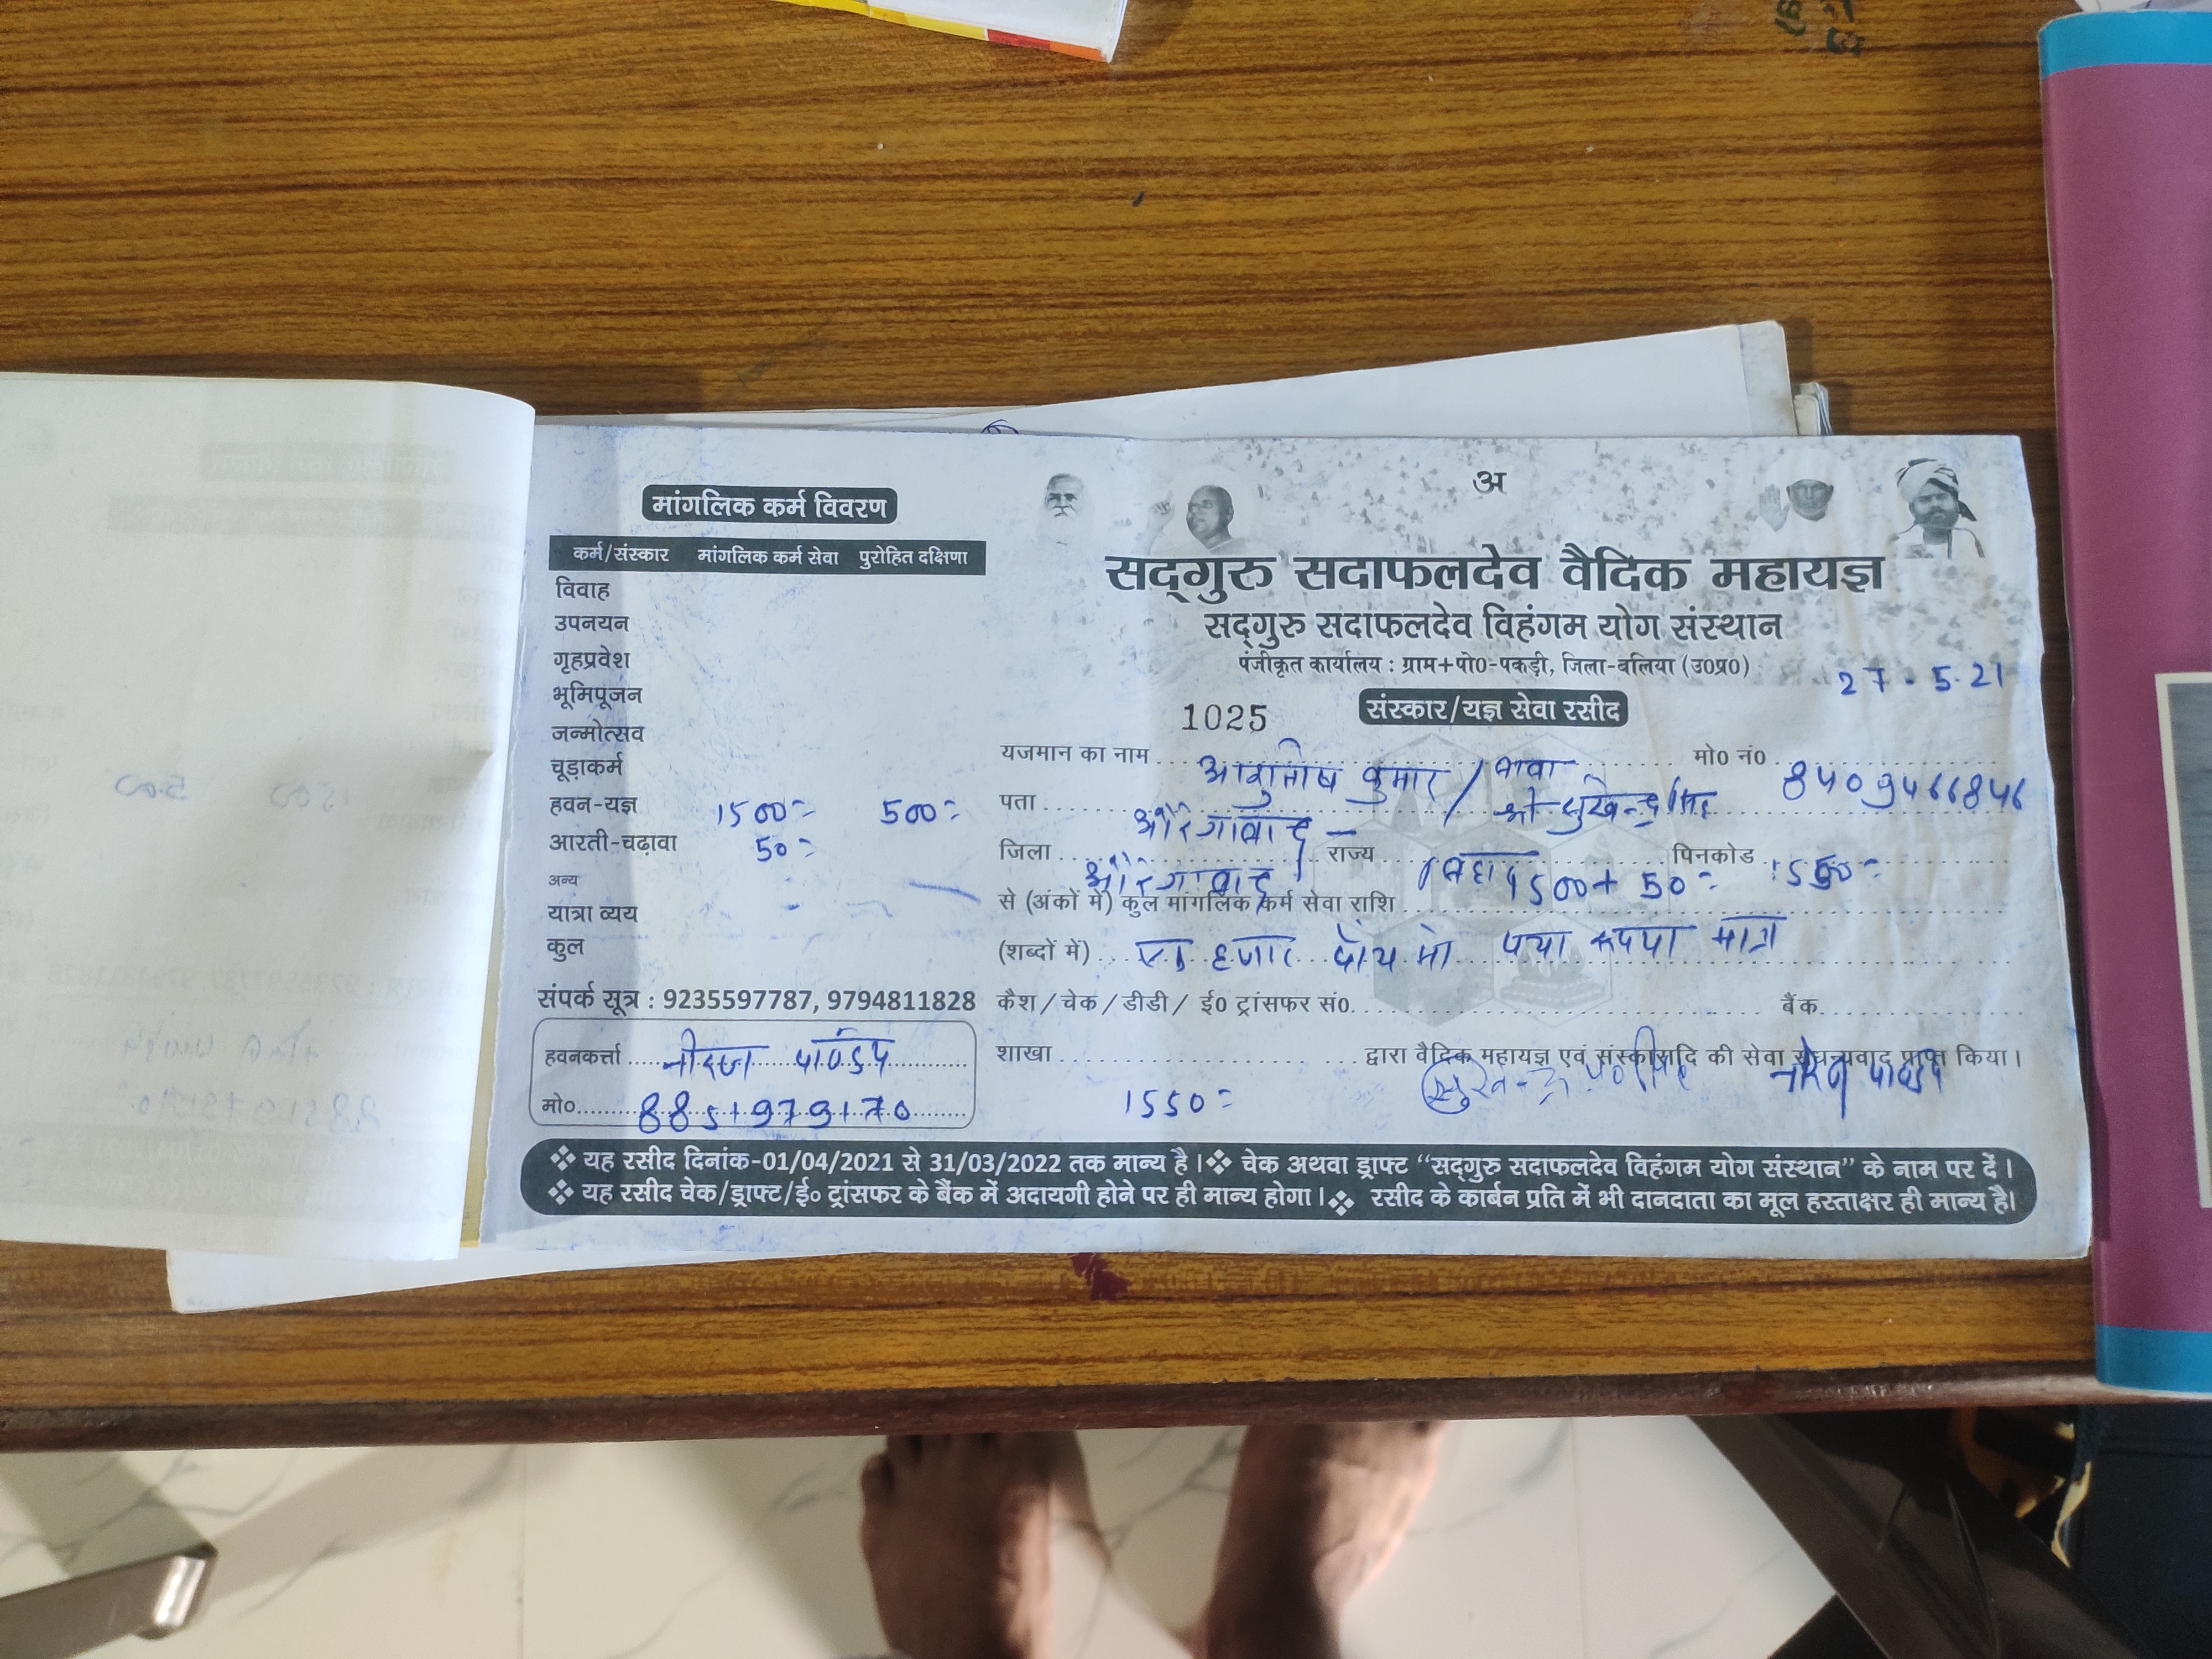 मांगलिक कर्म विवरण
कर्म/संस्कार मांगलिक कर्म सेवा पुरोहित दक्षिणा
विवाह
उपनयन
गृहप्रवेश
भूमिपूजन
जन्मोत्सव
चूड़ाकर्म
हवन-यज्ञ 1500= 500=
आरती-चढ़ावा 50=
अन्य
यात्रा व्यय
कुल
संपर्क सूत्र : 9235597787, 9794811828
हवनकर्त्ता नीरज पाण्डेय
मो० 8851979170
अ
सद्‌गुरु सदाफलदेव वैदिक महायज्ञ
सद्‌गुरु सदाफलदेव विहंगम योग संस्थान
पंजीकृत कार्यालय : ग्राम+पो०-पकड़ी, जिला-बलिया (उ०प्र०)
27-5-21
1025 संस्कार/यज्ञ सेवा रसीद
यजमान का नाम आशुतोष कुमार / मो० नं० 8409466846
पता औरंगाबाद - श्री सुरेन्द्र सिंह
जिला औरंगाबाद राज्य बिहार पिनकोड
से (अंकों में) कुल मांगलिक कर्म सेवा राशि 1500+50= 1550=
(शब्दों में) एक हजार पाँच सौ पचास रुपया मात्र
कैश/चेक/डीडी/ ई० ट्रांसफर सं०. बैंक
शाखा द्वारा वैदिक महायज्ञ एवं संस्कारादि की सेवा सधन्यवाद प्राप्त किया।
1550= नीरज पाण्डेय
❖ यह रसीद दिनांक-01/04/2021 से 31/03/2022 तक मान्य है। ❖ चेक अथवा ड्राफ्ट “सद्‌गुरु सदाफलदेव विहंगम योग संस्थान” के नाम पर दें।
❖ यह रसीद चेक/ड्राफ्ट/ई० ट्रांसफर के बैंक में अदायगी होने पर ही मान्य होगा। ❖ रसीद के कार्बन प्रति में भी दानदाता का मूल हस्ताक्षर ही मान्य है।